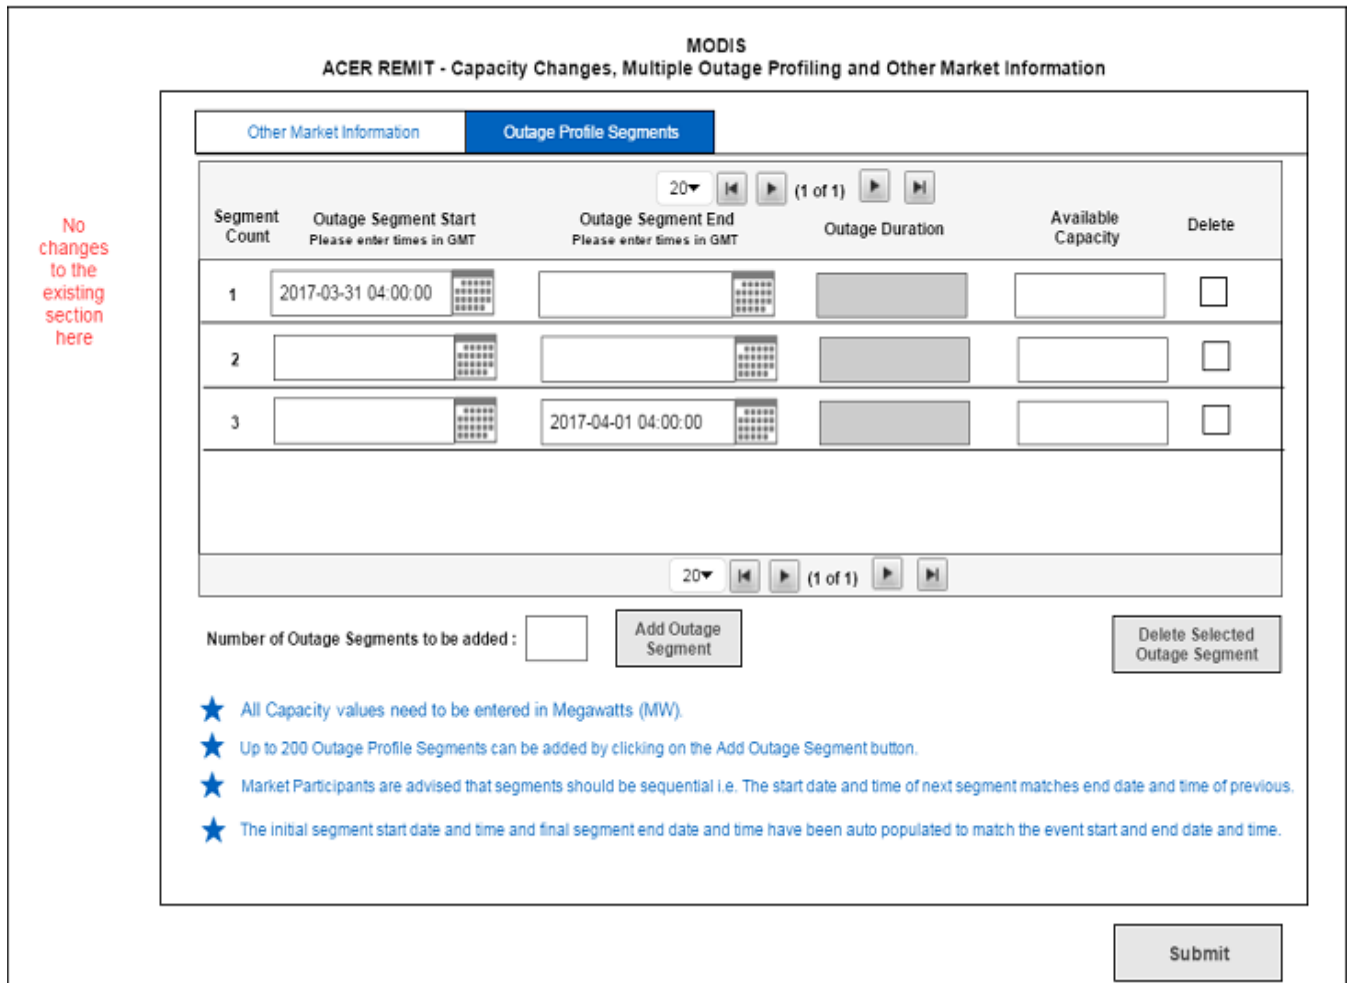 MODIS
ACER REMIT - Capacity Changes, Multiple Outage Profiling and Other Market Information
No
changes
to the
existing
section
here
Other Market Information
Outage Profile Segments
20
(1 of 1)
Segment
Count
Outage Segment Start
Please enter times in GMT
Outage Segment End
Please enter times in GMT
Outage Duration
Available
Capacity
Delete
1
2017-03-31 04:00:00
2
3
2017-04-01 04:00:00
20
(1 of 1)
Number of Outage Segments to be added :
Add Outage
Segment
Delete Selected
Outage Segment
All Capacity values need to be entered in Megawatts (MW).
Up to 200 Outage Profile Segments can be added by clicking on the Add Outage Segment button.
Market Participants are advised that segments should be sequential i.e. The start date and time of next segment matches end date and time of previous.
The initial segment start date and time and final segment end date and time have been auto populated to match the event start and end date and time.
Submit